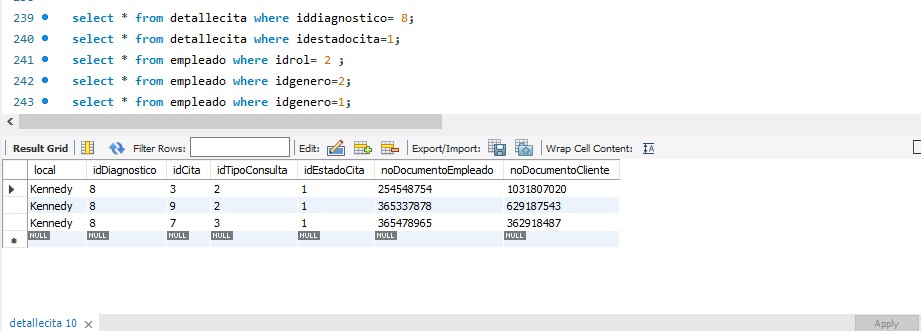 239 select * from detallecita where iddiagnostico= 8;
240 select * from detallecita where idestadocita=1;
241 select * from empleado where idrol= 2 ;
242 select * from empleado where idgenero=2;
243 select * from empleado where idgenero=1;
Result Grid Filter Rows: Edit: Export/Import: Wrap Cell Content: IA
local idDiagnostico idCita idTipoConsulta idEstadoCita noDocumentoEmpleado noDocumentoCliente
Kennedy 8 3 2 1 254548754 1031807020
Kennedy 8 9 2 1 365337878 629187543
Kennedy 8 7 3 1 365478965 362918487
NULL NULL NULL NULL NULL NULL NULL
detallecita 10 x Apply